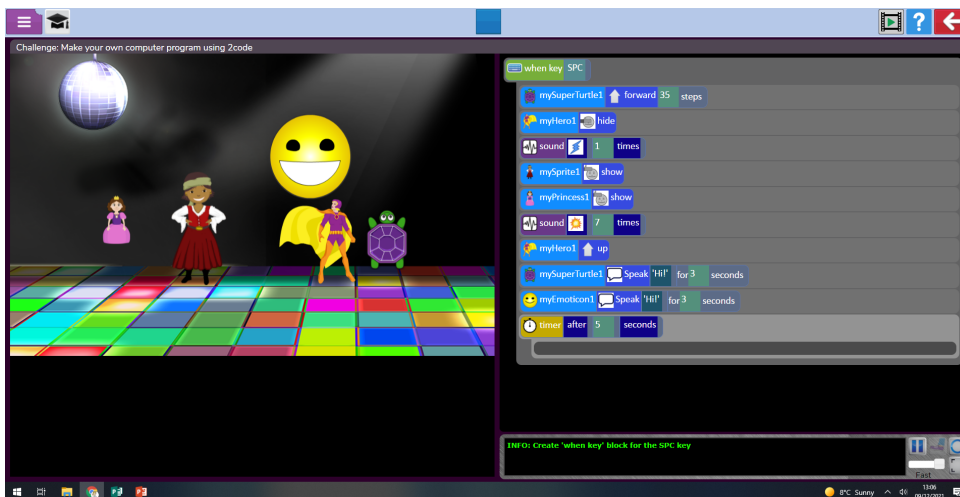 ?
Challenge: Make your own computer program using 2code
when key SPC
mySuperTurtle1 forward 35 steps
myHero1 hide
sound 1 times
mySprite1 show
myPrincess1 show
sound 7 times
myHero1 up
mySuperTurtle1 Speak 'Hi!' for 3 seconds
myEmoticon1 Speak 'Hi!' for 3 seconds
timer after 5 seconds
INFO: Create 'when key' block for the SPC key
Fast
8°C Sunny
13:06
09/12/2021